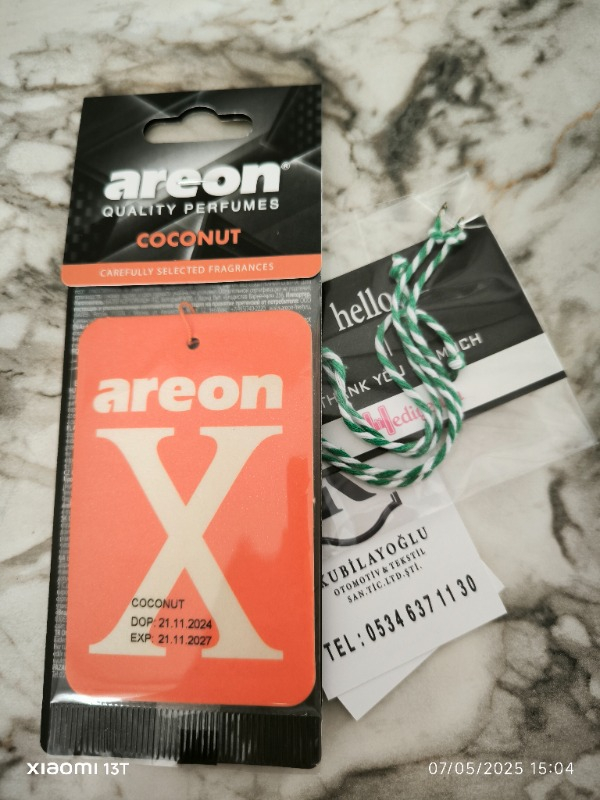 areon®
QUALITY PERFUMES
COCONUT
CAREFULLY SELECTED FRAGRANCES
areon
X
COCONUT
DOP: 21.11.2024
EXP: 21.11.2027
hello
THANK YOU MUCH
KUBİLAYOĞLU
OTOMOTİV & TEKSTİL
SAN.TİC.LTD.ŞTİ.
TEL: 0534 637 11 30
XIAOMI 13T
07/05/2025 15:04